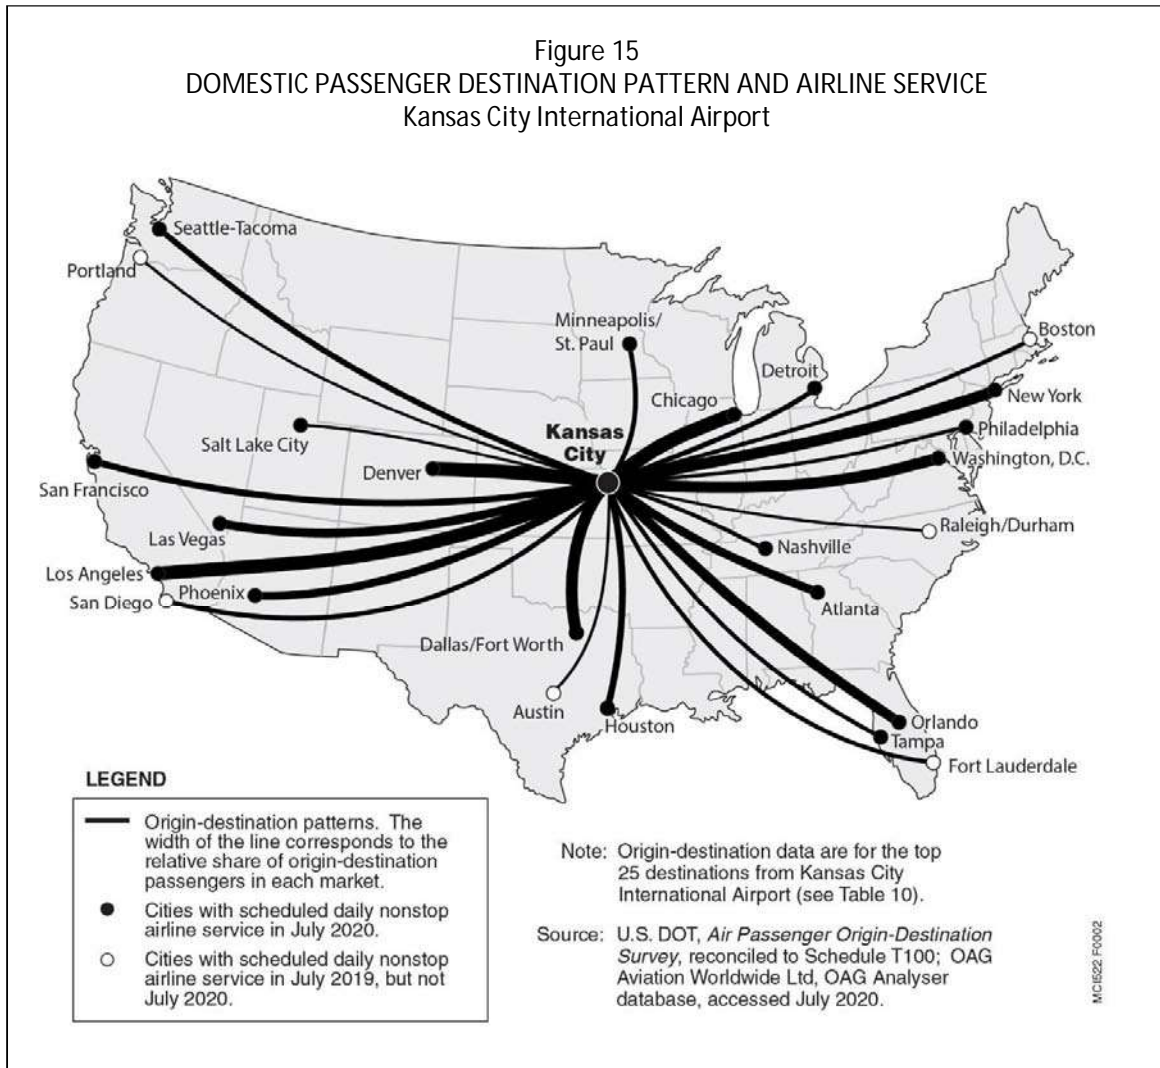 Figure 15
DOMESTIC PASSENGER DESTINATION PATTERN AND AIRLINE SERVICE
Kansas City International Airport
Seattle-Tacoma
Portland
Minneapolis/
St. Paul
Boston
Detroit
New York
Chicago
Philadelphia
Kansas
City
Salt Lake City
Washington, D.C.
Denver
San Francisco
Raleigh/Durham
Las Vegas
Nashville
Los Angeles
Phoenix
San Diego
Atlanta
Dallas/Fort Worth
Austin
Houston
Orlando
Tampa
Fort Lauderdale
LEGEND
Origin-destination patterns. The
width of the line corresponds to the
relative share of origin-destination
passengers in each market.
Cities with scheduled daily nonstop
airline service in July 2020.
Cities with scheduled daily nonstop
airline service in July 2019, but not
July 2020.
Note: Origin-destination data are for the top
25 destinations from Kansas City
International Airport (see Table 10).
Source: U.S. DOT, Air Passenger Origin-Destination
Survey, reconciled to Schedule T100; OAG
Aviation Worldwide Ltd, OAG Analyser
database, accessed July 2020.
MCI522 F0002